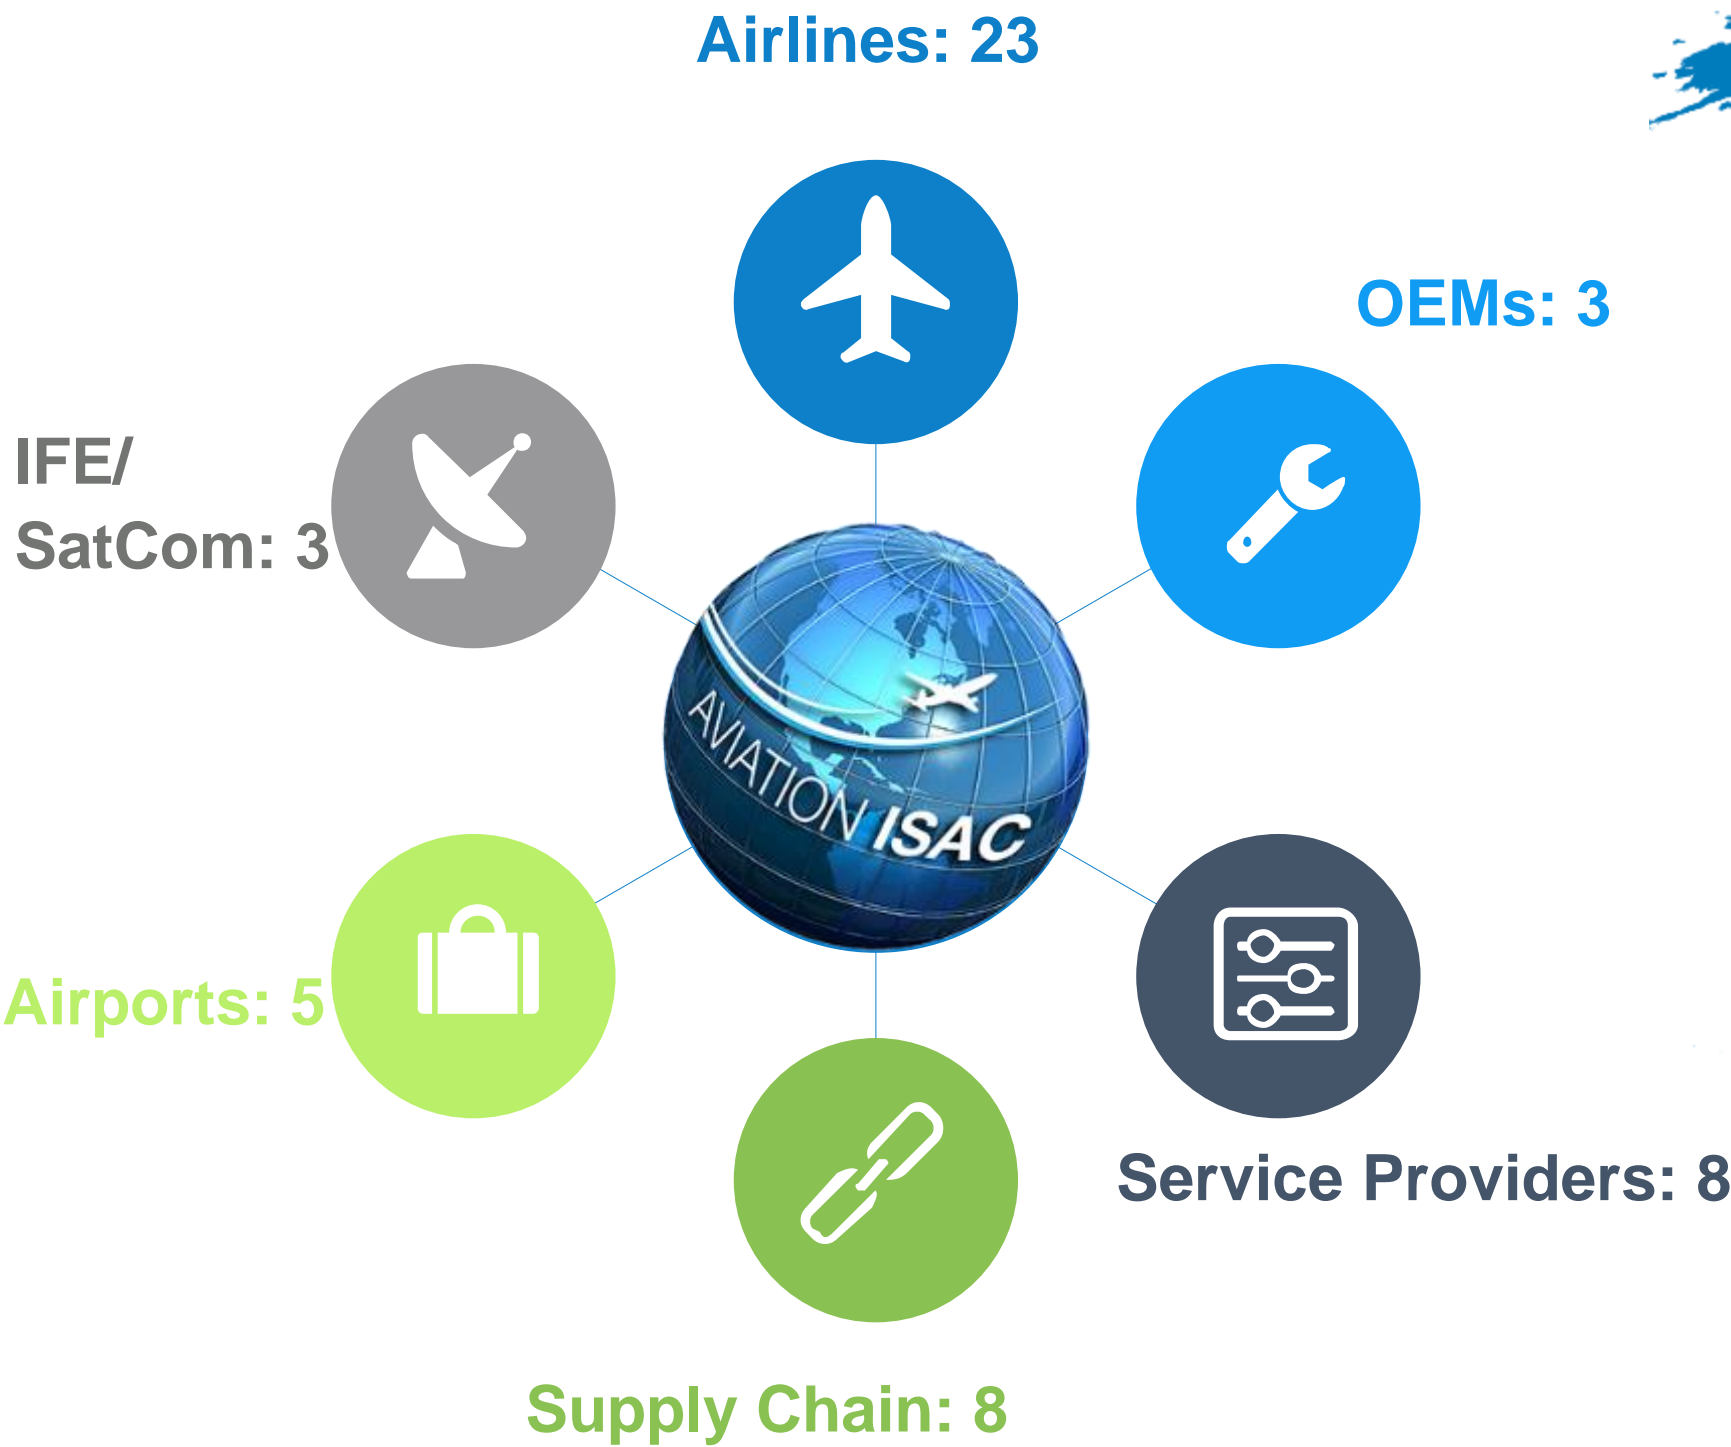 Airlines: 23
OEMs: 3
IFE/
SatCom: 3
AVIATION ISAC
Airports: 5
Service Providers: 8
Supply Chain: 8